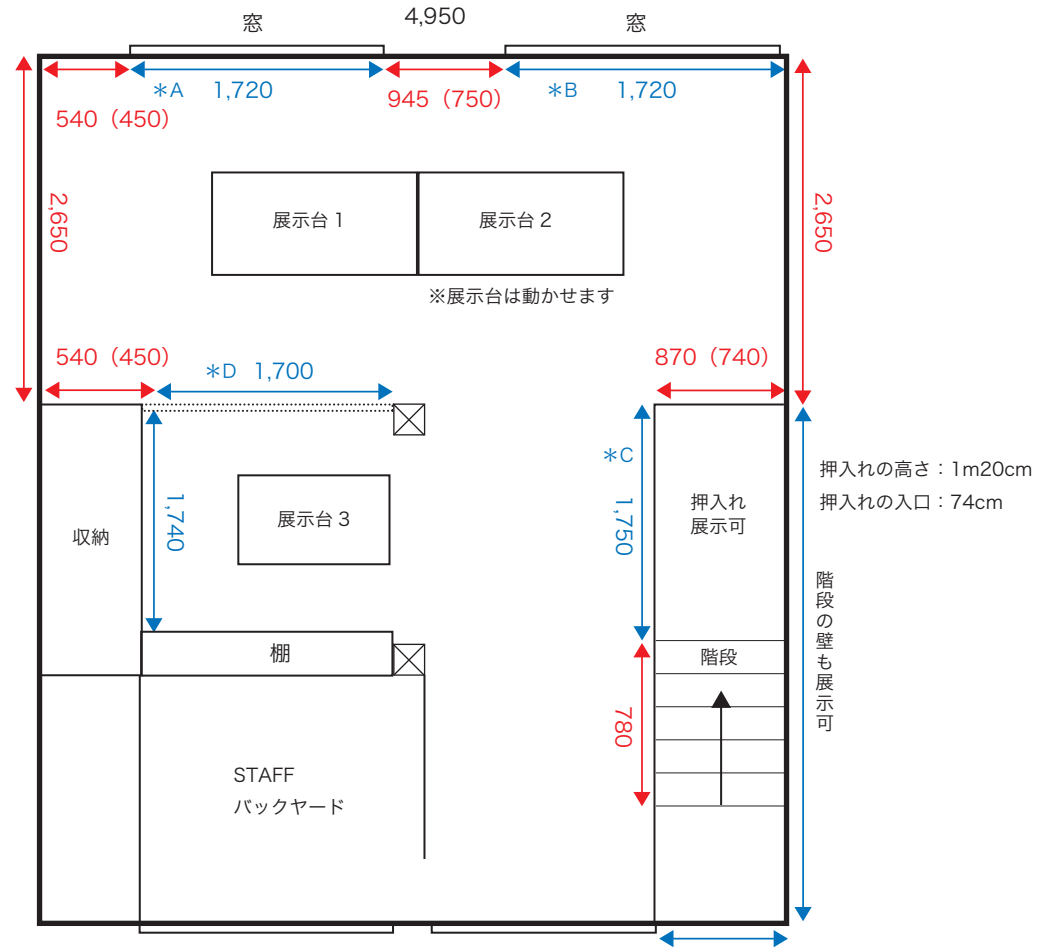 窓
4,950
窓
*A 1,720
945（750）
*B 1,720
540（450）
2,650
2,650
展示台 1
展示台 2
※展示台は動かせます
540（450）
*D 1,700
870（740）
*C
1,750
1,740
展示台 3
収納
押入れ
展示可
押入れの高さ：1m20cm
押入れの入口：74cm
階段の壁も展示可
棚
階段
780
STAFF
バックヤード